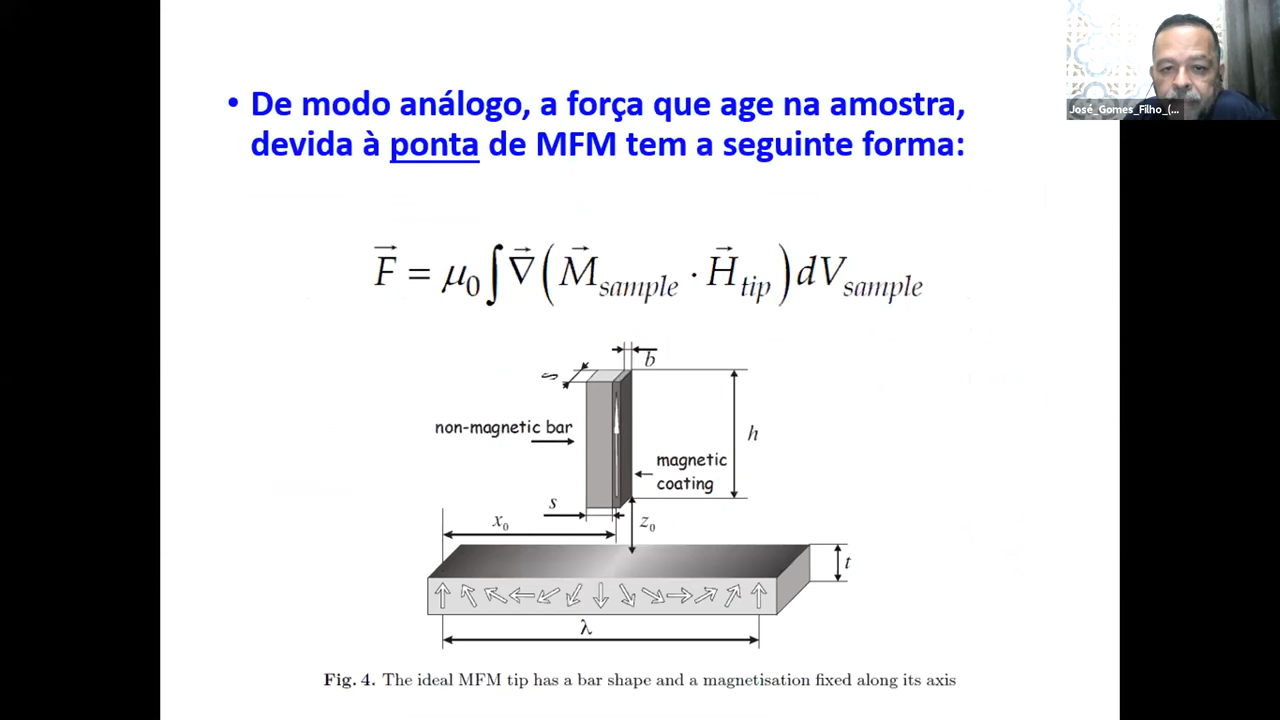 José_Gomes_Filho_(...
• De modo análogo, a força que age na amostra,
devida à ponta de MFM tem a seguinte forma:
F⃗ = μ₀∫∇⃗(M⃗_sample · H⃗_tip)dV_sample
b
s
non-magnetic bar
h
magnetic
coating
s
x₀
z₀
t
λ
Fig. 4. The ideal MFM tip has a bar shape and a magnetisation fixed along its axis